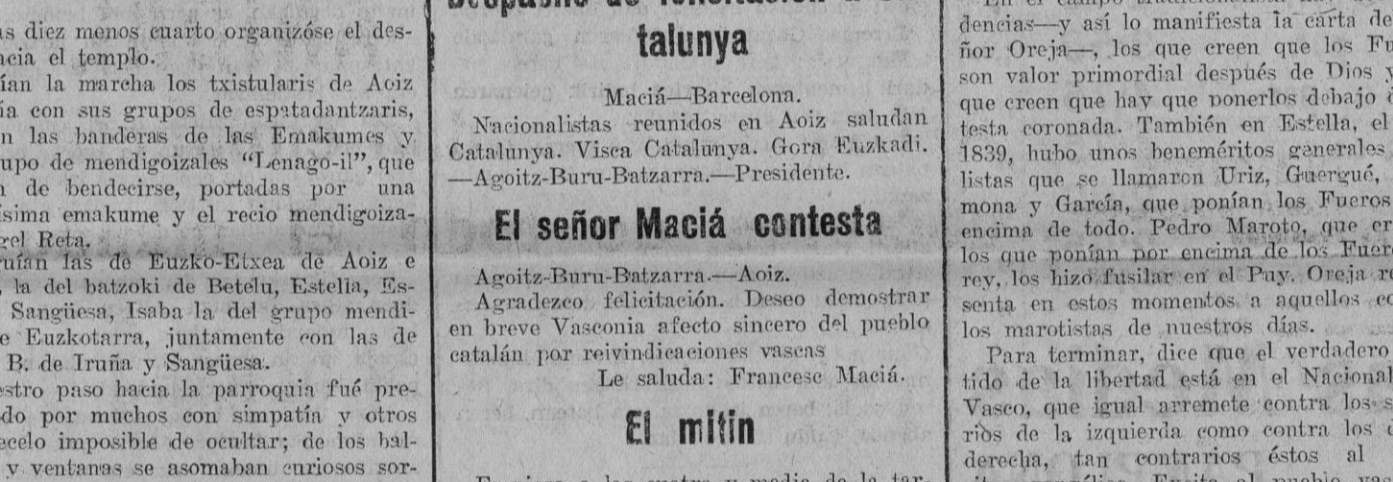 as diez menos cuarto organizóse el des-
acia el templo.
ían la marcha los txistularis de Aoiz
ía con sus grupos de espatadantzaris,
n las banderas de las Emakumes y
upo de mendigoizales “Lenago-il”, que
de bendecirse, portadas por una
ísima emakume y el recio mendigoiza-
gel Reta.
uían las de Euzko-Etxea de Aoiz e
la del batzoki de Betelu, Estella, Es-
Sangüesa, Isaba la del grupo mendi-
e Euzkotarra, juntamente con las de
B. de Iruña y Sangüesa.
estro paso hacia la parroquia fué pre-
do por muchos con simpatía y otros
ecelo imposible de ocultar; de los bal-
y ventanas se asomaban curiosos sor-
talunya
Maciá—Barcelona.
Nacionalistas reunidos en Aoiz saludan
Catalunya. Visca Catalunya. Gora Euzkadi.
—Agoitz-Buru-Batzarra.—Presidente.
El señor Maciá contesta
Agoitz-Buru-Batzarra.—Aoiz.
Agradezco felicitación. Deseo demostrar
en breve Vasconia afecto sincero del pueblo
catalán por reivindicaciones vascas
Le saluda: Francesc Maciá.
El mitin
dencias—y así lo manifiesta la carta de
ñor Oreja—, los que creen que los Fu
son valor primordial después de Dios y
que creen que hay que ponerlos debajo
testa coronada. También en Estella, el
1839, hubo unos beneméritos generales
listas que se llamaron Uriz, Guergué,
mona y García, que ponían los Fueros
encima de todo. Pedro Maroto, que er
los que ponían por encima de los Fuer
rey, los hizo fusilar en el Puy. Oreja
senta en estos momentos a aquellos
los marotistas de nuestros días.
Para terminar, dice que el verdadero
tido de la libertad está en el Nacional
Vasco, que igual arremete contra los
rios de la izquierda como contra los
derecha, tan contrarios éstos al